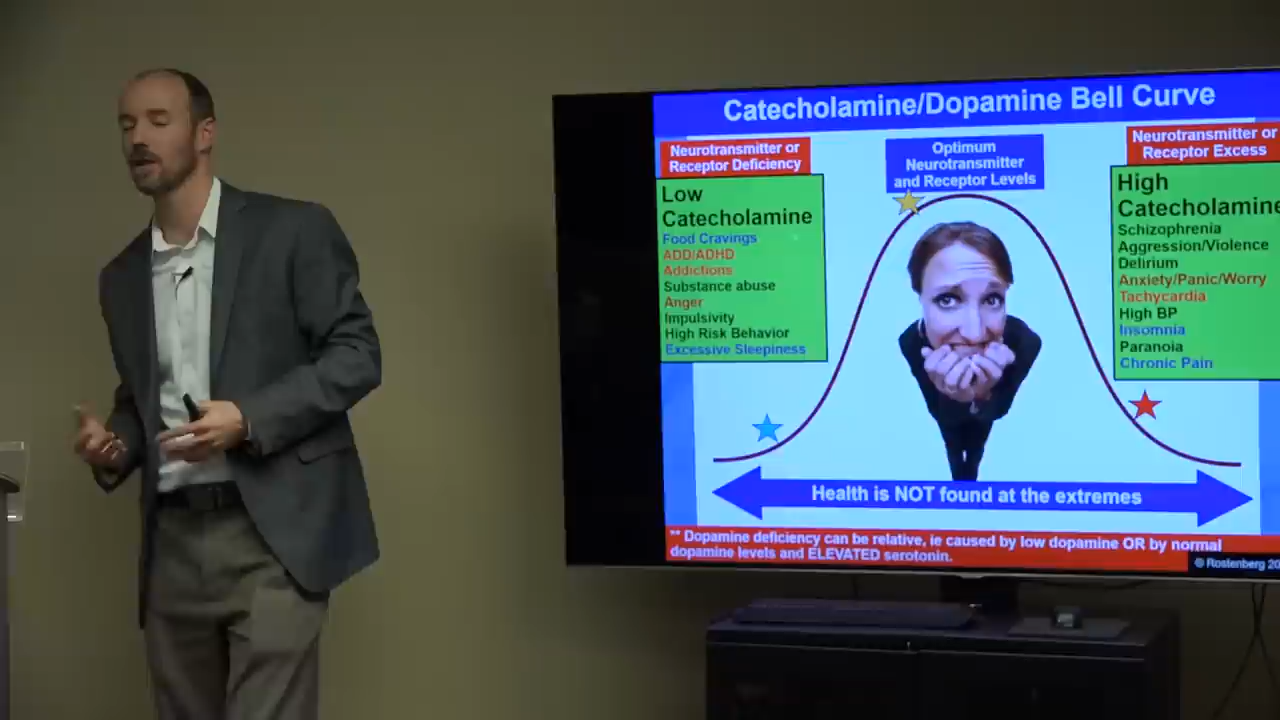 Catecholamine/Dopamine Bell Curve
Neurotransmitter or
Receptor Deficiency
Low
Catecholamine
Food Cravings
ADD/ADHD
Addictions
Substance abuse
Anger
Impulsivity
High Risk Behavior
Excessive Sleepiness
Optimum
Neurotransmitter
and Receptor Levels
Neurotransmitter or
Receptor Excess
High
Catecholamine
Schizophrenia
Aggression/Violence
Delirium
Anxiety/Panic/Worry
Tachycardia
High BP
Insomnia
Paranoia
Chronic Pain
Health is NOT found at the extremes
** Dopamine deficiency can be relative, ie caused by low dopamine OR by normal
dopamine levels and ELEVATED serotonin.
© Rostenberg 20